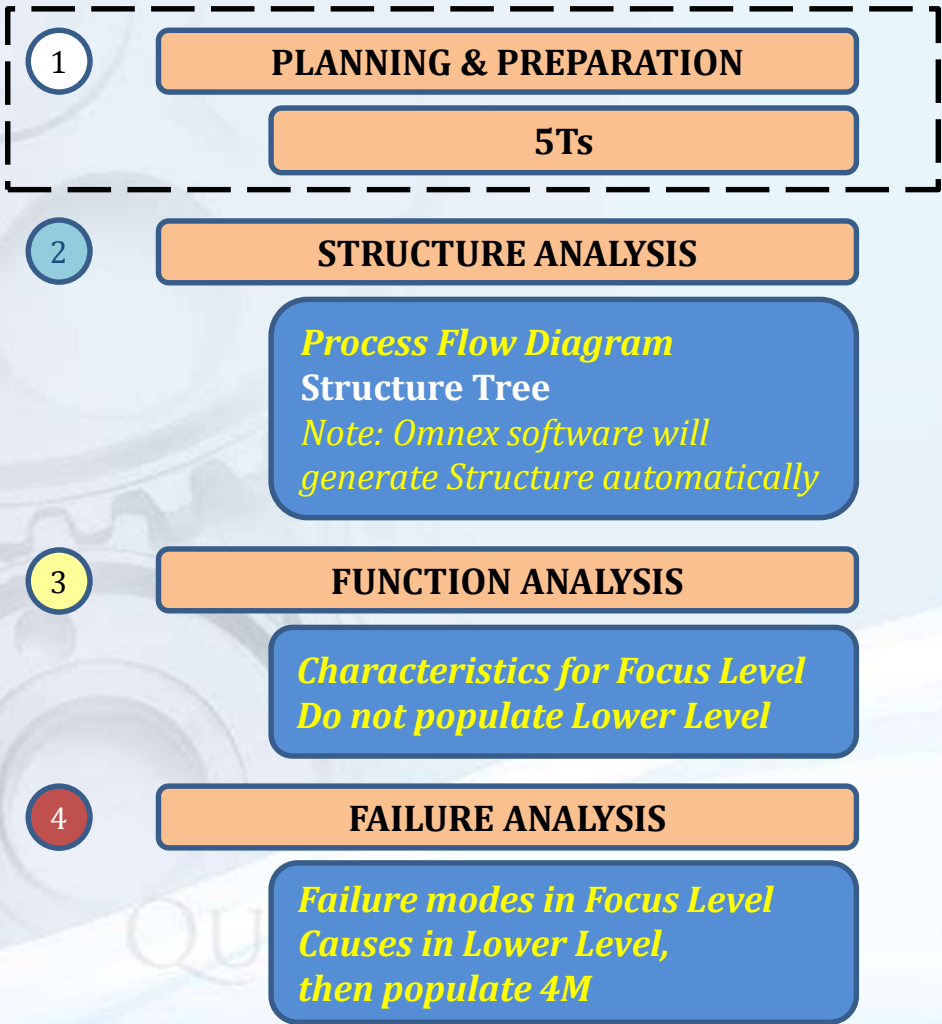 1
PLANNING & PREPARATION
5Ts
2
STRUCTURE ANALYSIS
Process Flow Diagram
Structure Tree
Note: Omnex software will
generate Structure automatically
3
FUNCTION ANALYSIS
Characteristics for Focus Level
Do not populate Lower Level
4
FAILURE ANALYSIS
Failure modes in Focus Level
Causes in Lower Level,
then populate 4M
QU